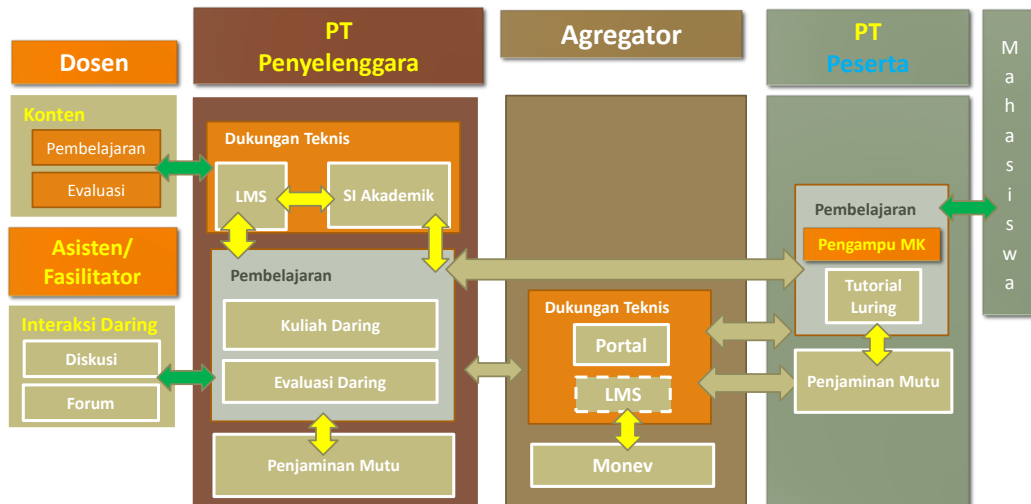 Dosen
PT
Penyelenggara
Agregator
PT
Peserta
Mahasiswa
Konten
Pembelajaran
Evaluasi
Asisten/
Fasilitator
Interaksi Daring
Diskusi
Forum
Dukungan Teknis
LMS
SI Akademik
Pembelajaran
Kuliah Daring
Evaluasi Daring
Penjaminan Mutu
Dukungan Teknis
Portal
LMS
Monev
Pembelajaran
Pengampu MK
Tutorial
Luring
Penjaminan Mutu